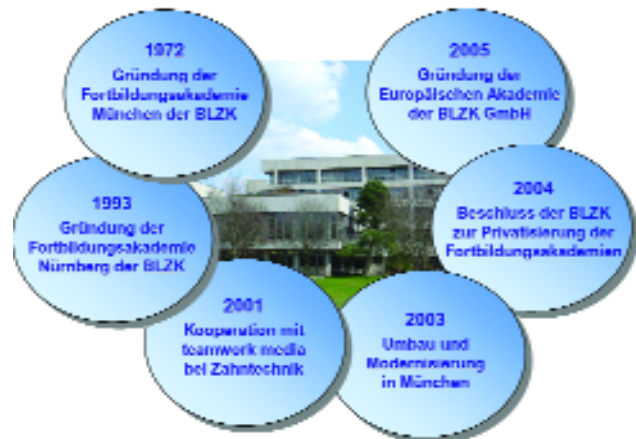 1972
Gründung der
Fortbildungsakademie
München der BLZK
1993
Gründung der
Fortbildungsakademie
Nürnberg der BLZK
2001
Kooperation mit
teamwork media
bei Zahntechnik
2003
Umbau und
Modernisierung
in München
2004
Beschluss der BLZK
zur Privatisierung der
Fortbildungsakademien
2005
Gründung der
Europäischen Akademie
der BLZK GmbH